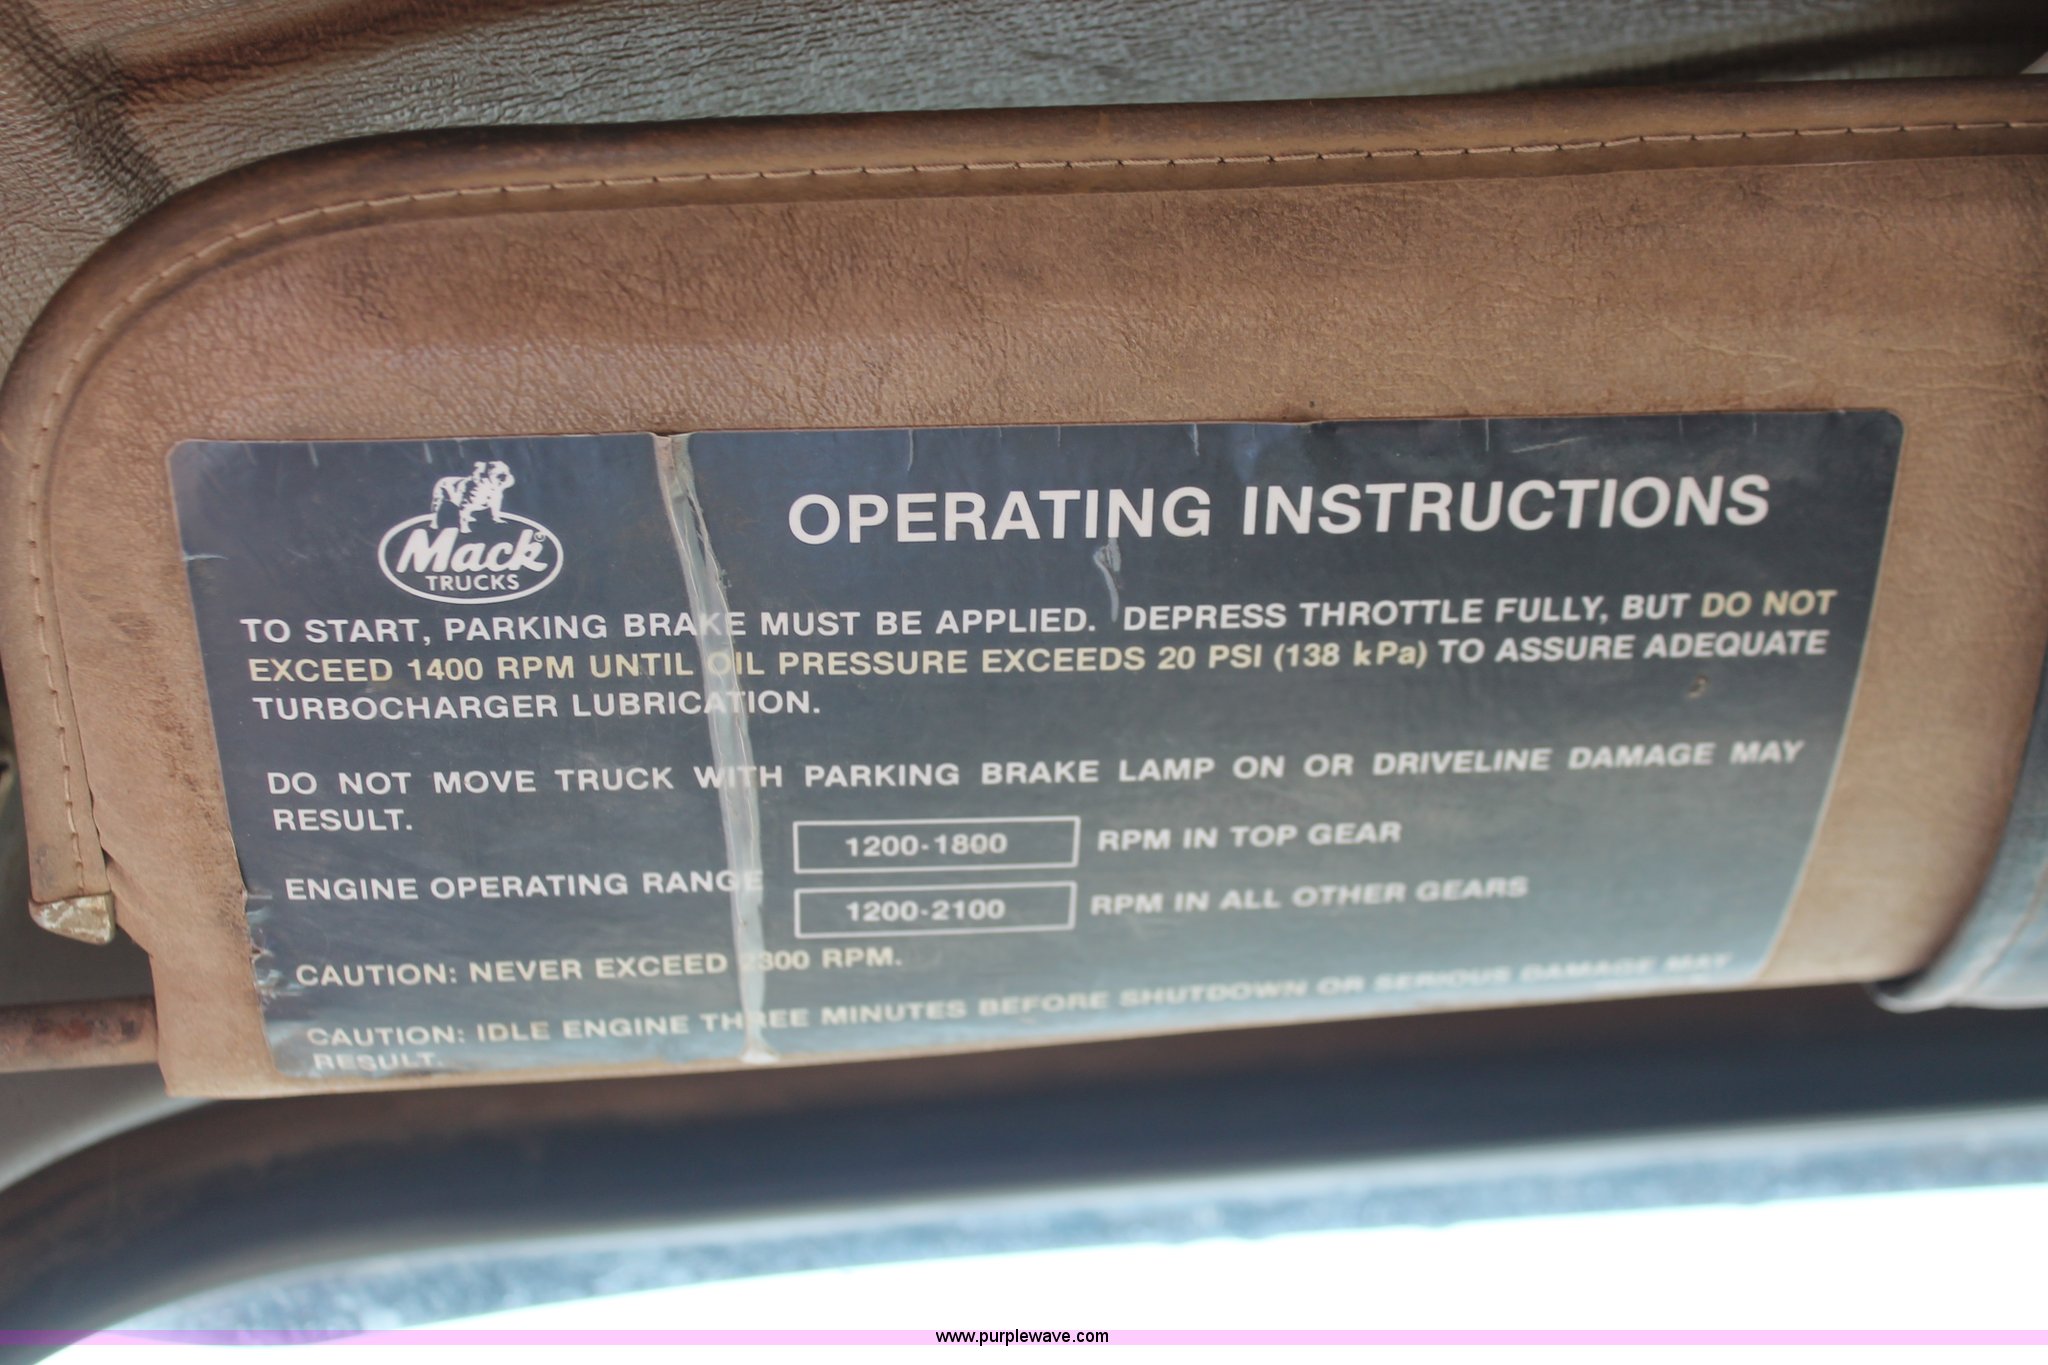 Mack
TRUCKS
OPERATING INSTRUCTIONS
TO START, PARKING BRAKE MUST BE APPLIED. DEPRESS THROTTLE FULLY, BUT DO NOT
EXCEED 1400 RPM UNTIL OIL PRESSURE EXCEEDS 20 PSI (138 kPa) TO ASSURE ADEQUATE
TURBOCHARGER LUBRICATION.
DO NOT MOVE TRUCK WITH PARKING BRAKE LAMP ON OR DRIVELINE DAMAGE MAY
RESULT.
1200-1800 RPM IN TOP GEAR
ENGINE OPERATING RANGE
1200-2100 RPM IN ALL OTHER GEARS
CAUTION: NEVER EXCEED 2300 RPM.
CAUTION: IDLE ENGINE THREE MINUTES BEFORE SHUTDOWN OR SERIOUS DAMAGE MAY
RESULT.
www.purplewave.com